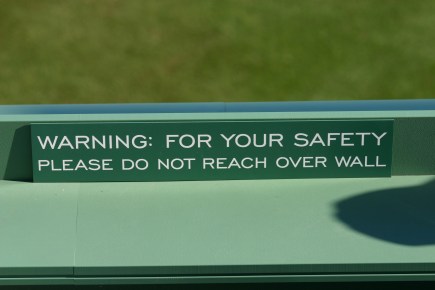 WARNING: FOR YOUR SAFETY
PLEASE DO NOT REACH OVER WALL